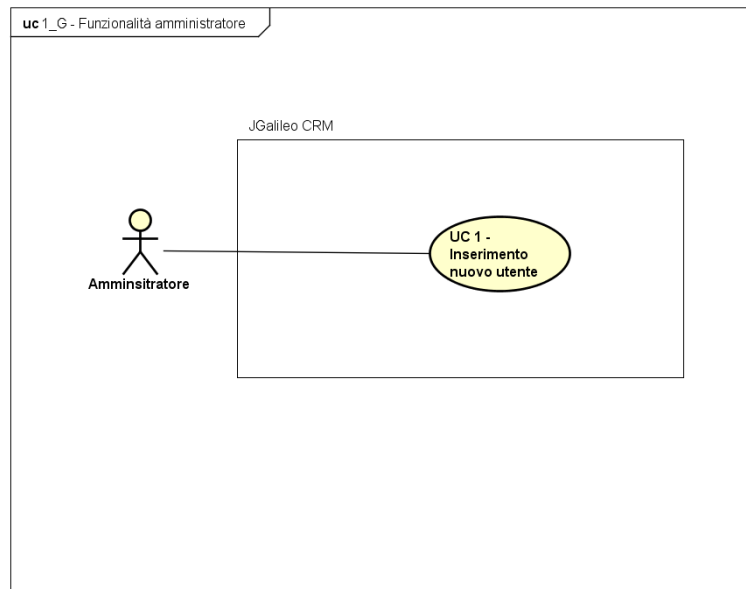 uc 1_G - Funzionalità amministratore
JGalileo CRM
UC 1 -
Inserimento
nuovo utente
Amminsitratore